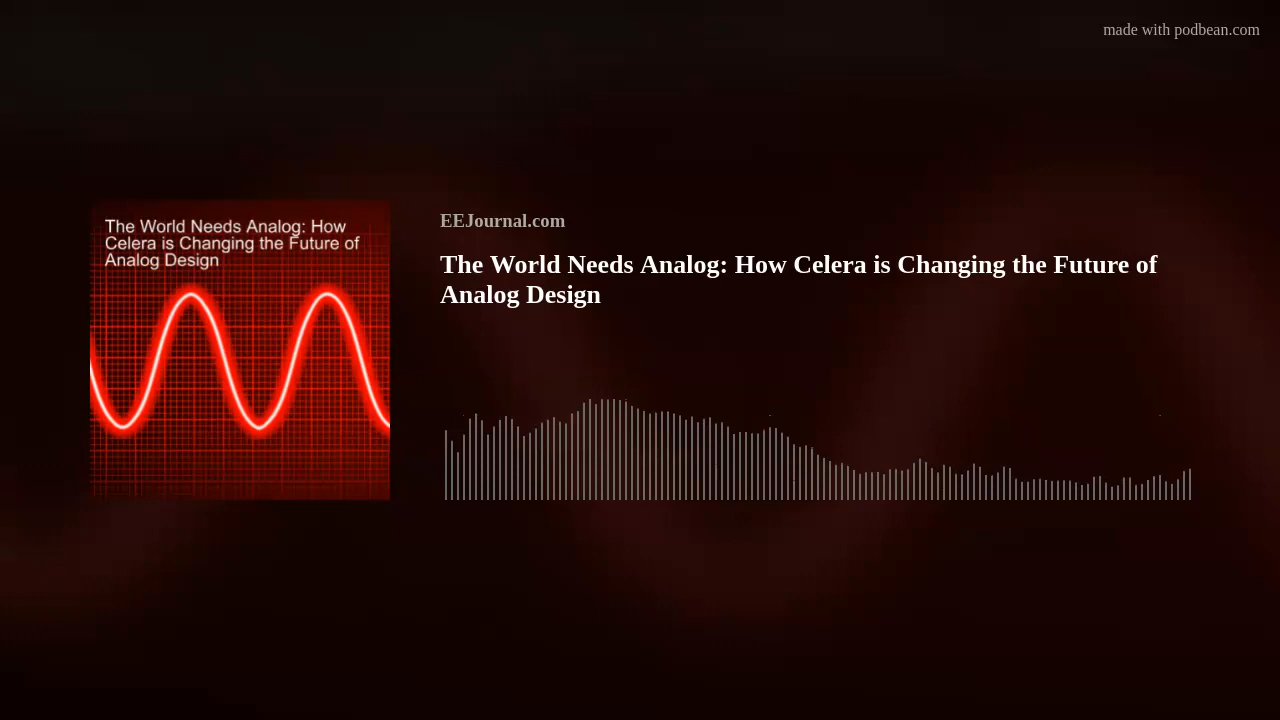 made with podbean.com
The World Needs Analog: How
Celera is Changing the Future of
Analog Design
EEJournal.com
The World Needs Analog: How Celera is Changing the Future of
Analog Design